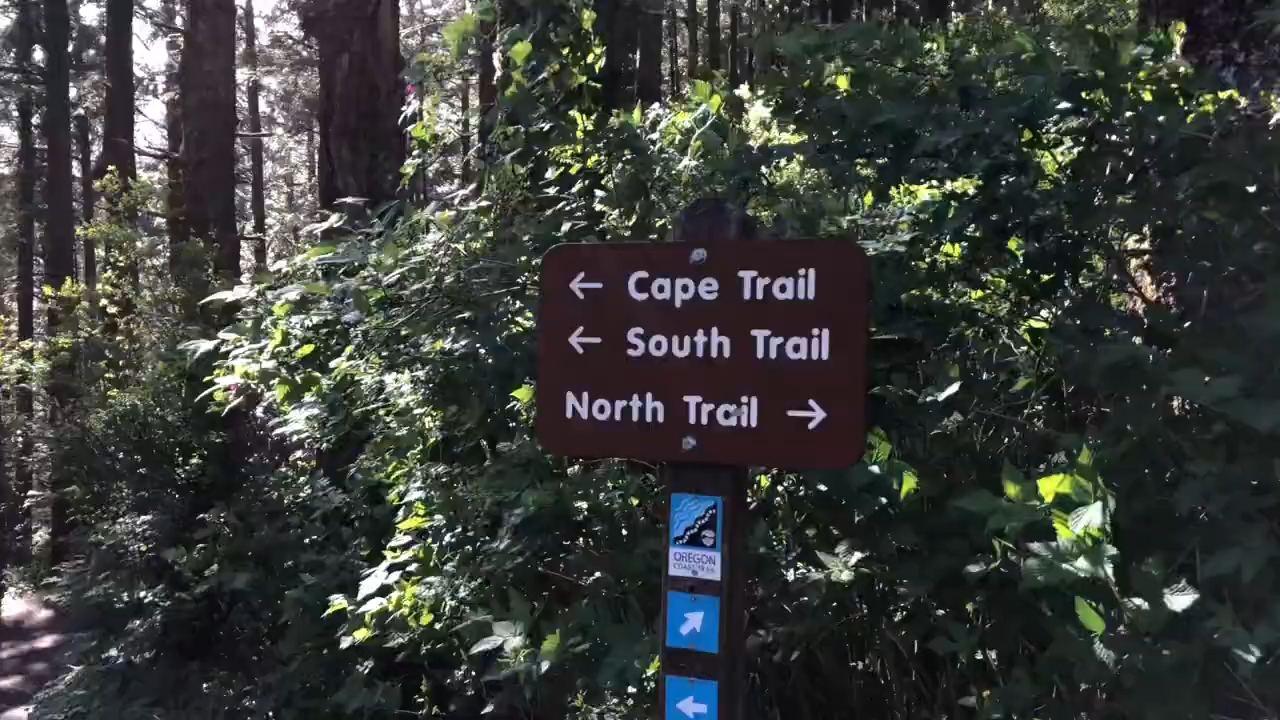 ← Cape Trail
← South Trail
North Trail →
OREGON
COAST TRAIL